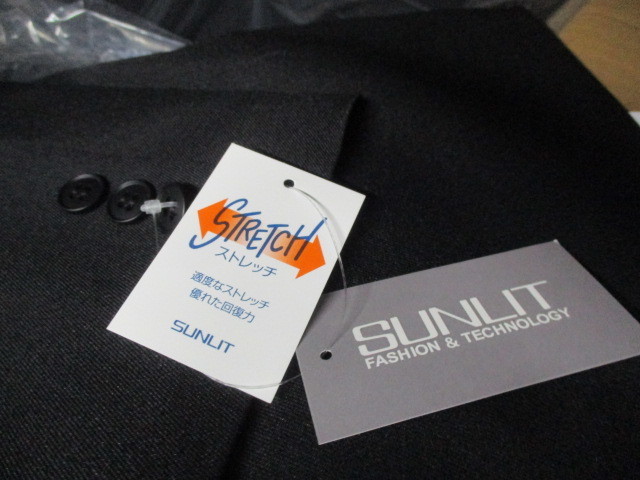 STRETCH
ストレッチ
適度なストレッチ
優れた回復力
SUNLIT
SUNLIT
FASHION & TECHNOLOGY